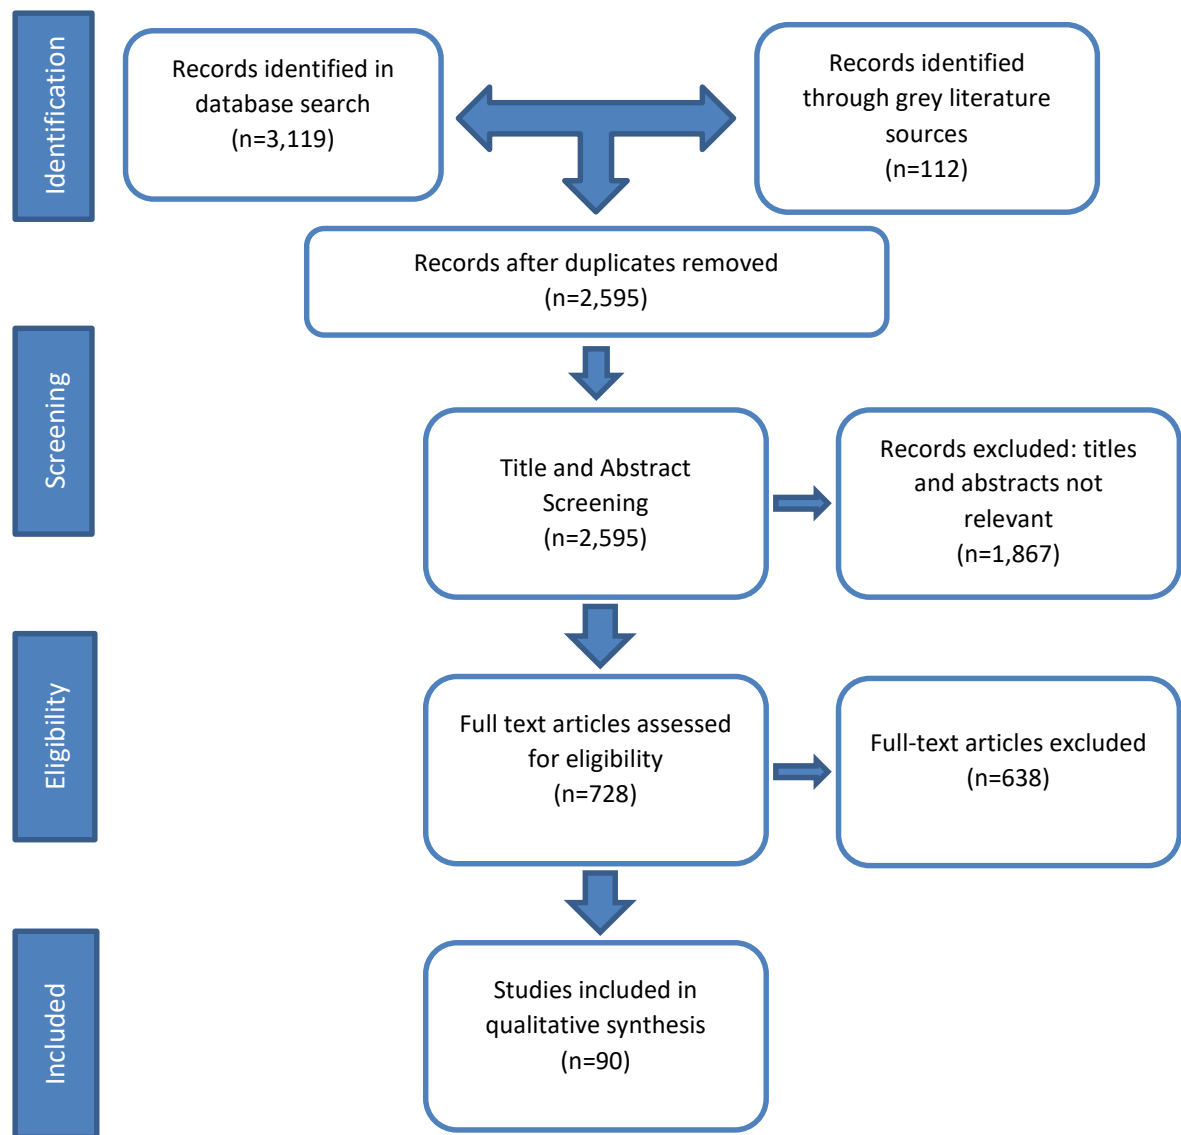 Identification
Records identified in
database search
(n=3,119)
Records identified
through grey literature
sources
(n=112)
Records after duplicates removed
(n=2,595)
Screening
Title and Abstract
Screening
(n=2,595)
Records excluded: titles
and abstracts not
relevant
(n=1,867)
Eligibility
Full text articles assessed
for eligibility
(n=728)
Full-text articles excluded
(n=638)
Included
Studies included in
qualitative synthesis
(n=90)